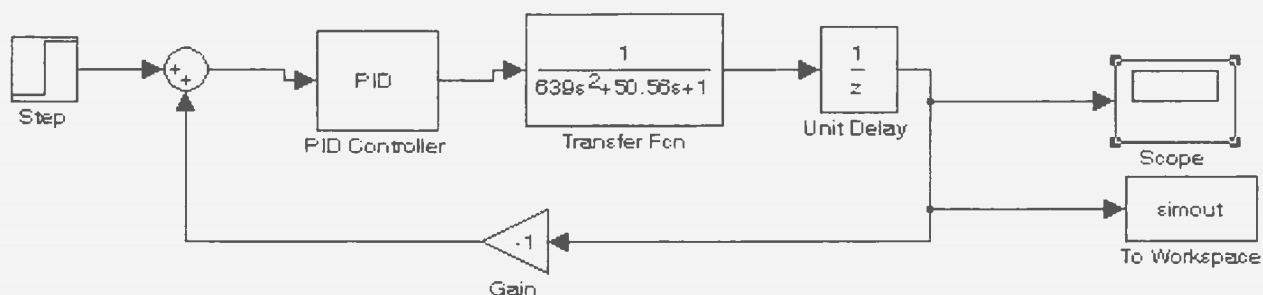 Step
+
+
PID
PID Controller
1
639s2+50.56s+1
Transfer Fcn
1
z
Unit Delay
Scope
simout
To Workspace
-1
Gain